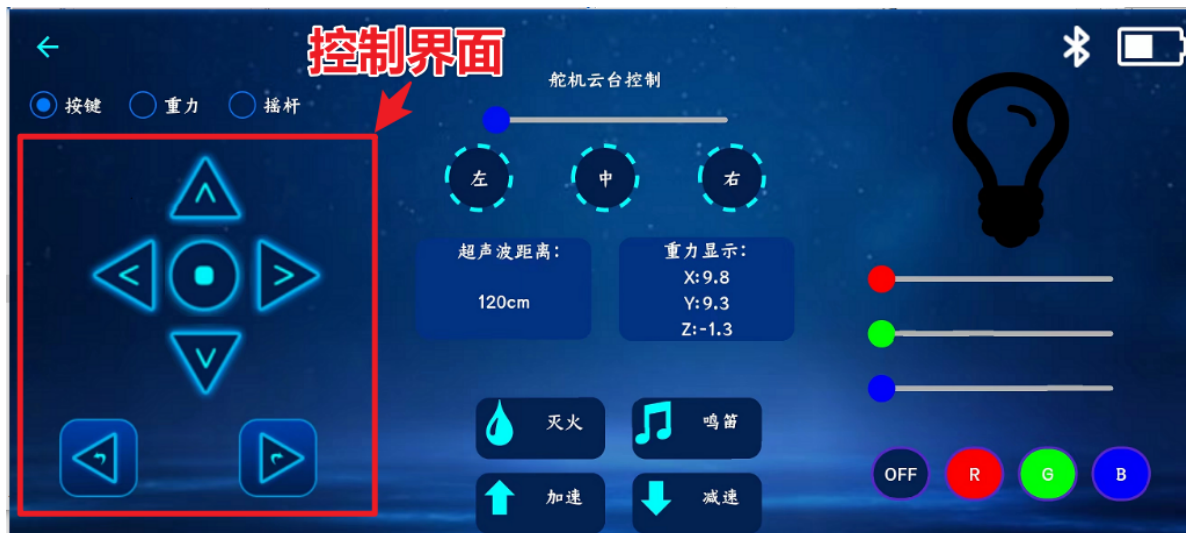 控制界面
按键 重力 摇杆
舵机云台控制
左 中 右
超声波距离:
120cm
重力显示:
X:9.8
Y:9.3
Z:-1.3
灭火 鸣笛
加速 减速
OFF R G B